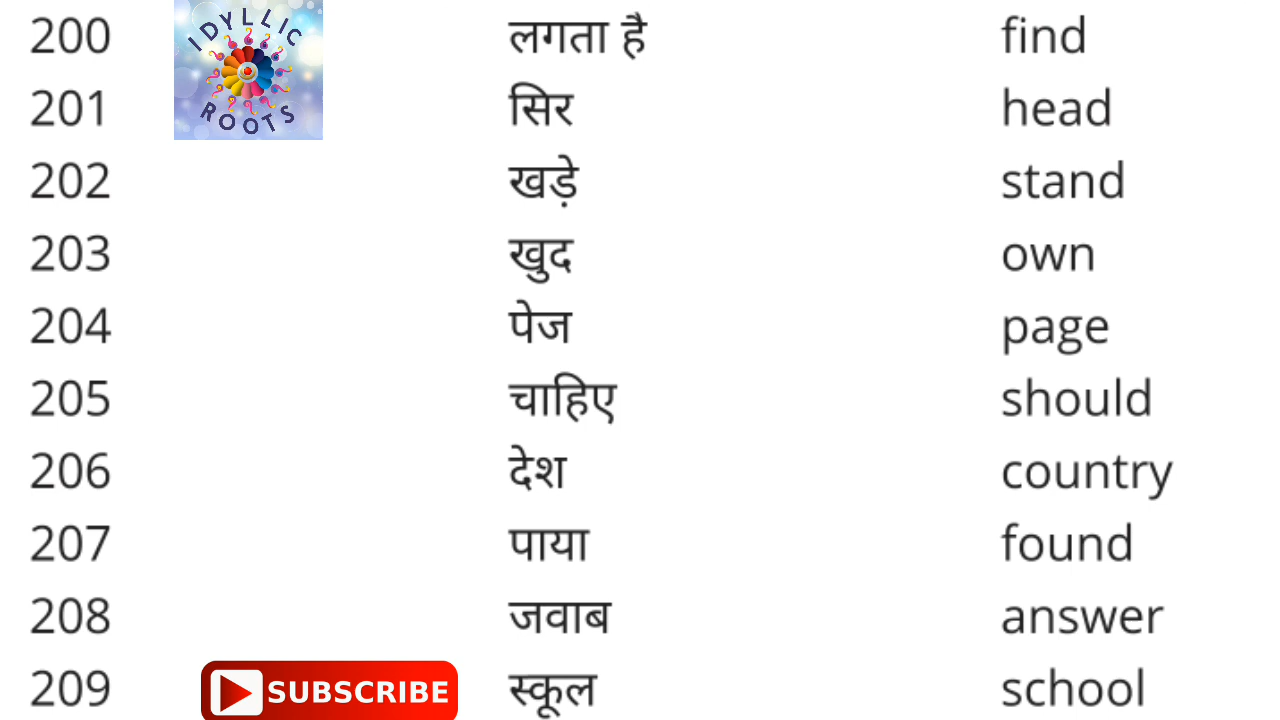 200 लगता है find
IDYLLIC
ROOTS
201 सिर head
202 खड़े stand
203 खुद own
204 पेज page
205 चाहिए should
206 देश country
207 पाया found
208 जवाब answer
209 SUBSCRIBE स्कूल school